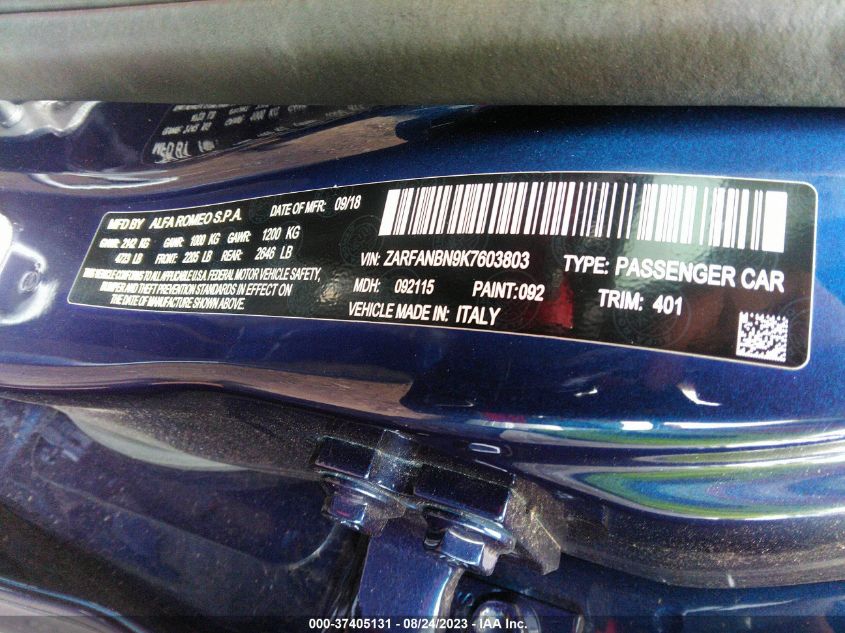 MFD BY ALFA ROMEO S.P.A. DATE OF MFR: 09/18
GVWR: 2142 KG GAWR: 1000 KG GAWR: 1200 KG
4723 LB FRONT: 2205 LB REAR: 2646 LB
THIS VEHICLE CONFORMS TO ALL APPLICABLE U.S. FEDERAL MOTOR VEHICLE SAFETY,
BUMPER AND THEFT PREVENTION STANDARDS IN EFFECT ON
THE DATE OF MANUFACTURE SHOWN ABOVE.
VIN: ZARFANBN9K7603803 TYPE: PASSENGER CAR
MDH: 092115 PAINT:092 TRIM: 401
VEHICLE MADE IN: ITALY
000-37405131 - 08/24/2023 - IAA Inc.